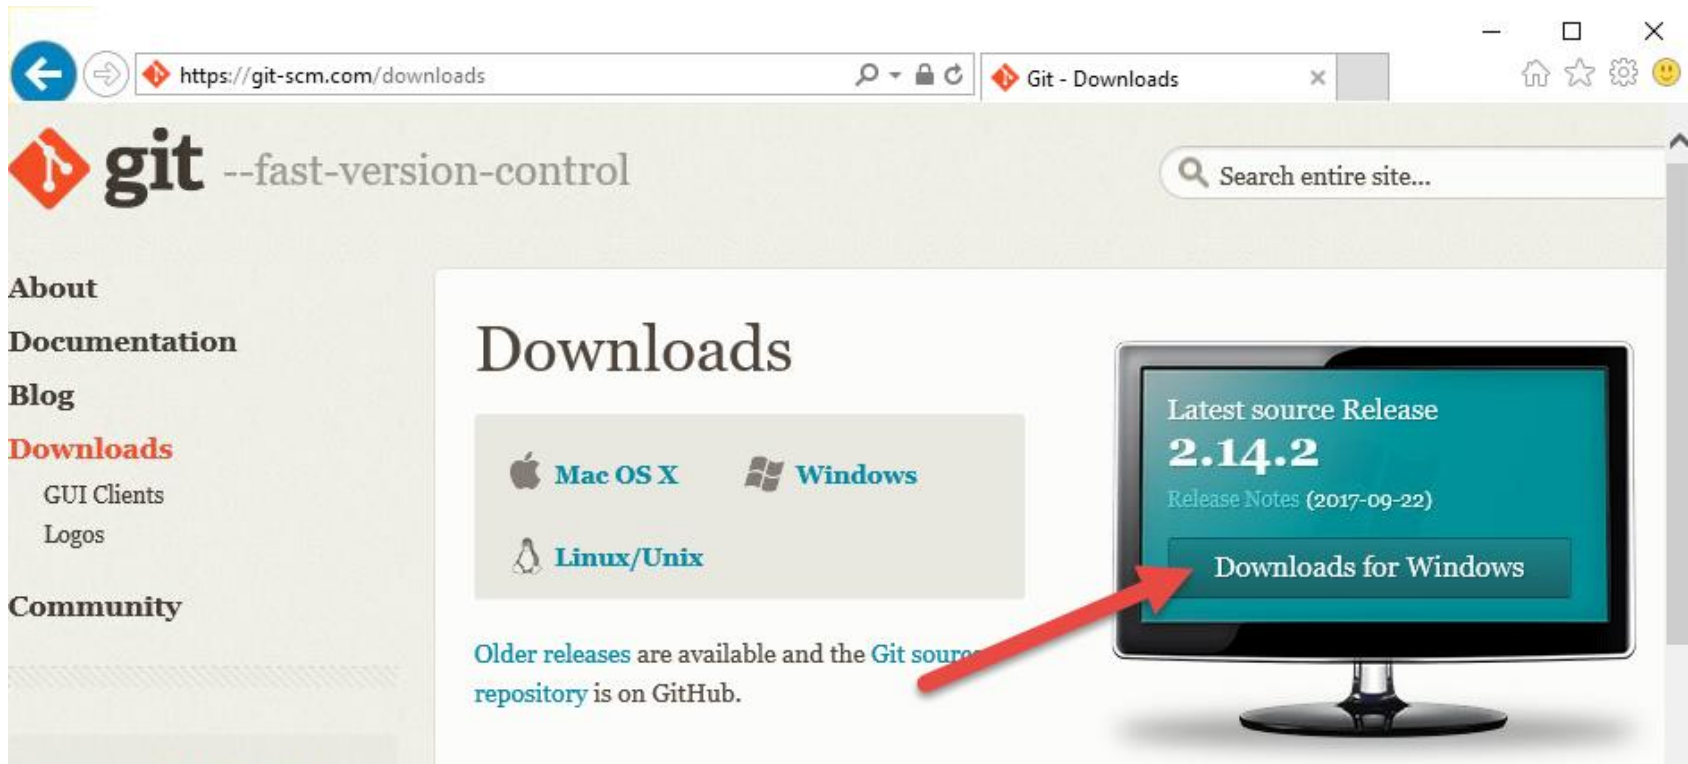 https://git-scm.com/downloads
Git - Downloads
git --fast-version-control
Search entire site...
About
Documentation
Blog
Downloads
GUI Clients
Logos
Community
Downloads
Mac OS X
Windows
Linux/Unix
Older releases are available and the Git source
repository is on GitHub.
Latest source Release
2.14.2
Release Notes (2017-09-22)
Downloads for Windows